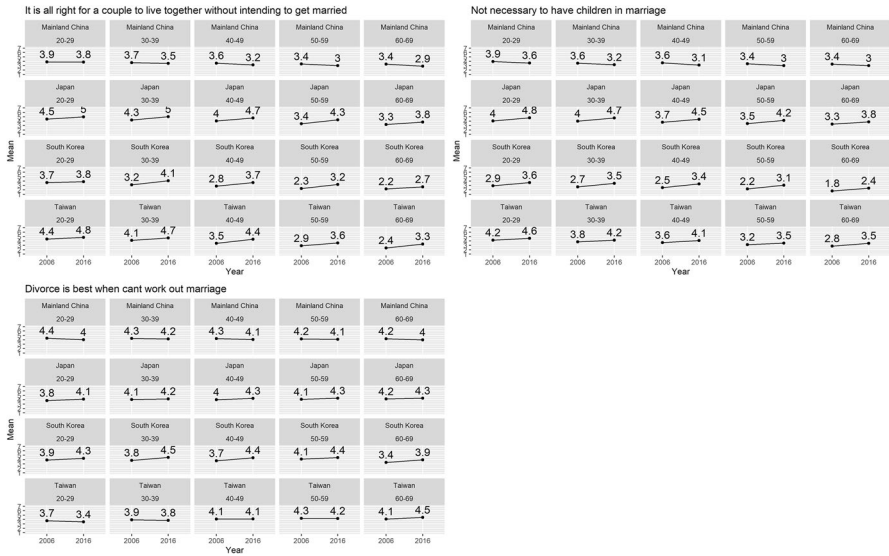 It is all right for a couple to live together without intending to get married
Mainland China Mainland China Mainland China Mainland China Mainland China
20-29 30-39 40-49 50-59 60-69
3.9 3.8 3.7 3.5 3.6 3.2 3.4 3 3.4 2.9
Japan Japan Japan Japan Japan
20-29 30-39 40-49 50-59 60-69
4.5 5 4.3 5 4 4.7 3.4 4.3 3.3 3.8
South Korea South Korea South Korea South Korea South Korea
20-29 30-39 40-49 50-59 60-69
3.7 3.8 3.2 4.1 2.8 3.7 2.3 3.2 2.2 2.7
Taiwan Taiwan Taiwan Taiwan Taiwan
20-29 30-39 40-49 50-59 60-69
4.4 4.8 4.1 4.7 3.5 4.4 2.9 3.6 2.4 3.3
2006 2016 2006 2016 2006 2016 2006 2016 2006 2016
Year
Mean
Not necessary to have children in marriage
Mainland China Mainland China Mainland China Mainland China Mainland China
20-29 30-39 40-49 50-59 60-69
3.9 3.6 3.6 3.2 3.6 3.1 3.4 3 3.4 3
Japan Japan Japan Japan Japan
20-29 30-39 40-49 50-59 60-69
4 4.8 4 4.7 3.7 4.5 3.5 4.2 3.3 3.8
South Korea South Korea South Korea South Korea South Korea
20-29 30-39 40-49 50-59 60-69
2.9 3.6 2.7 3.5 2.5 3.4 2.2 3.1 1.8 2.4
Taiwan Taiwan Taiwan Taiwan Taiwan
20-29 30-39 40-49 50-59 60-69
4.2 4.6 3.8 4.2 3.6 4.1 3.2 3.5 2.8 3.5
2006 2016 2006 2016 2006 2016 2006 2016 2006 2016
Year
Mean
Divorce is best when cant work out marriage
Mainland China Mainland China Mainland China Mainland China Mainland China
20-29 30-39 40-49 50-59 60-69
4.4 4 4.3 4.2 4.3 4.1 4.2 4.1 4.2 4
Japan Japan Japan Japan Japan
20-29 30-39 40-49 50-59 60-69
3.8 4.1 4.1 4.2 4 4.3 4.1 4.3 4.2 4.3
South Korea South Korea South Korea South Korea South Korea
20-29 30-39 40-49 50-59 60-69
3.9 4.3 3.8 4.5 3.7 4.4 4.1 4.4 3.4 3.9
Taiwan Taiwan Taiwan Taiwan Taiwan
20-29 30-39 40-49 50-59 60-69
3.7 3.4 3.9 3.8 4.1 4.1 4.3 4.2 4.1 4.5
2006 2016 2006 2016 2006 2016 2006 2016 2006 2016
Year
Mean